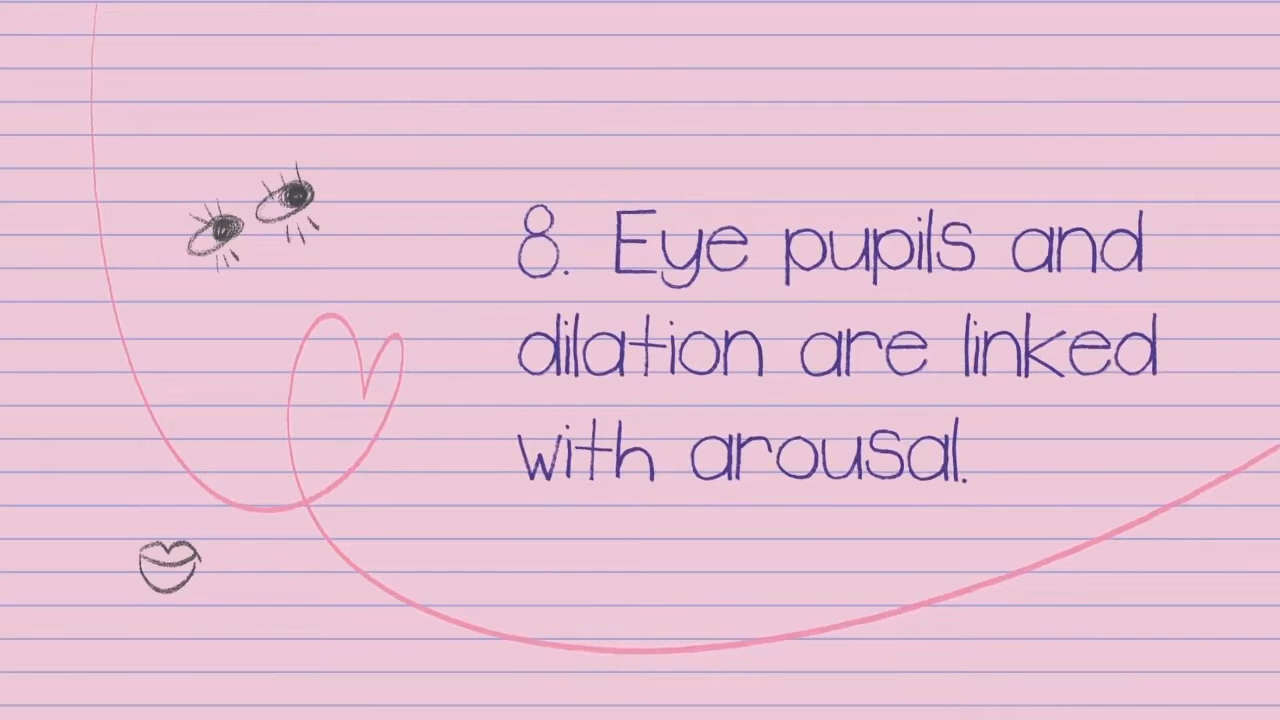 8. Eye pupils and
dilation are linked
with arousal.